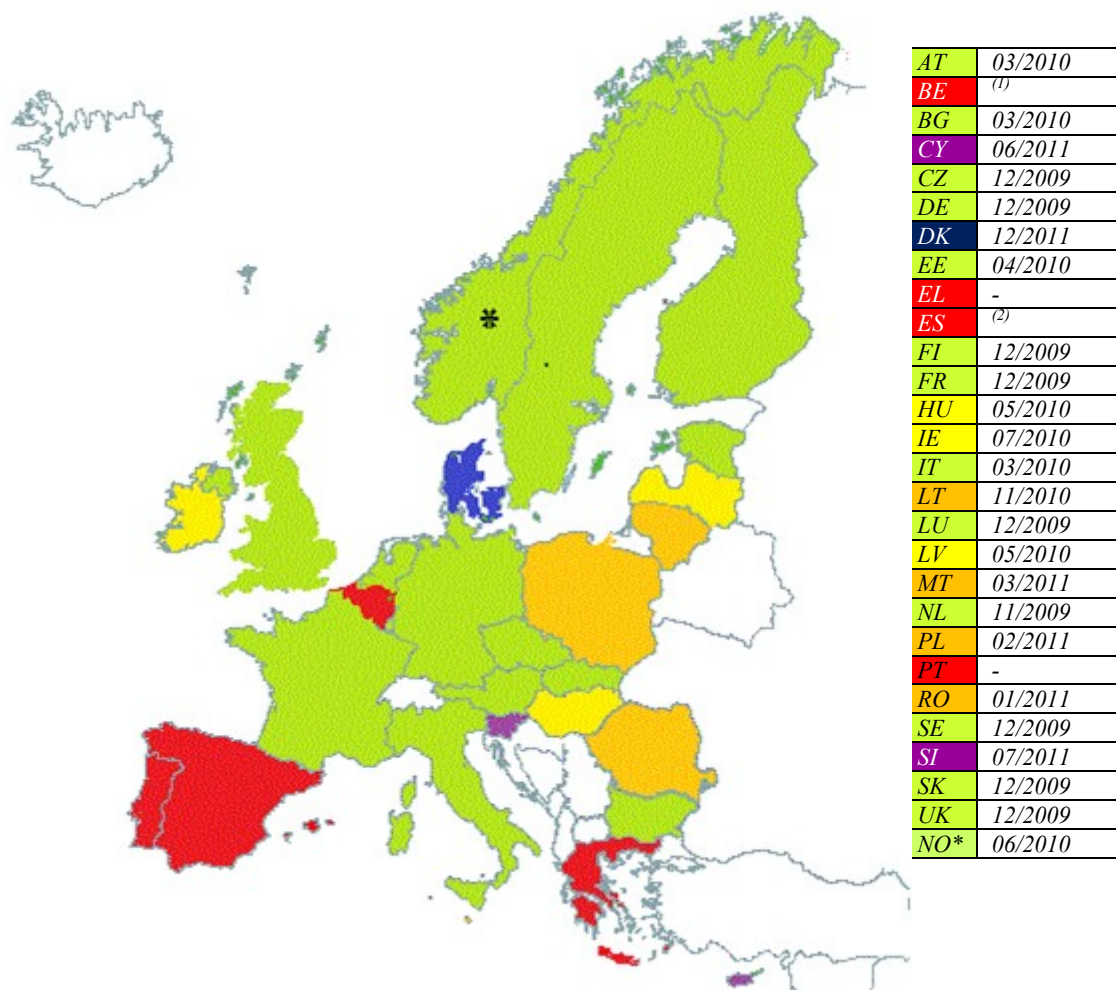 AT 03/2010
BE (1)
BG 03/2010
CY 06/2011
CZ 12/2009
DE 12/2009
DK 12/2011
EE 04/2010
EL -
ES (2)
FI 12/2009
FR 12/2009
HU 05/2010
IE 07/2010
IT 03/2010
LT 11/2010
LU 12/2009
LV 05/2010
MT 03/2011
NL 11/2009
PL 02/2011
PT -
RO 01/2011
SE 12/2009
SI 07/2011
SK 12/2009
UK 12/2009
NO* 06/2010
*